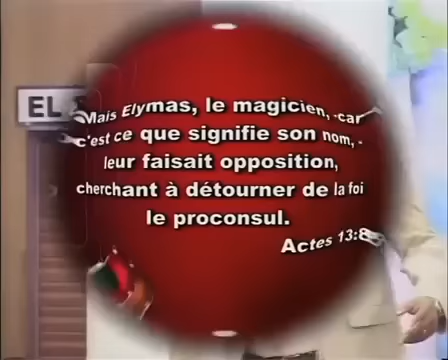 EL
Mais Elymas, le magicien, -car
c'est ce que signifie son nom, -
leur faisait opposition,
cherchant à détourner de la foi
le proconsul.
Actes 13:8